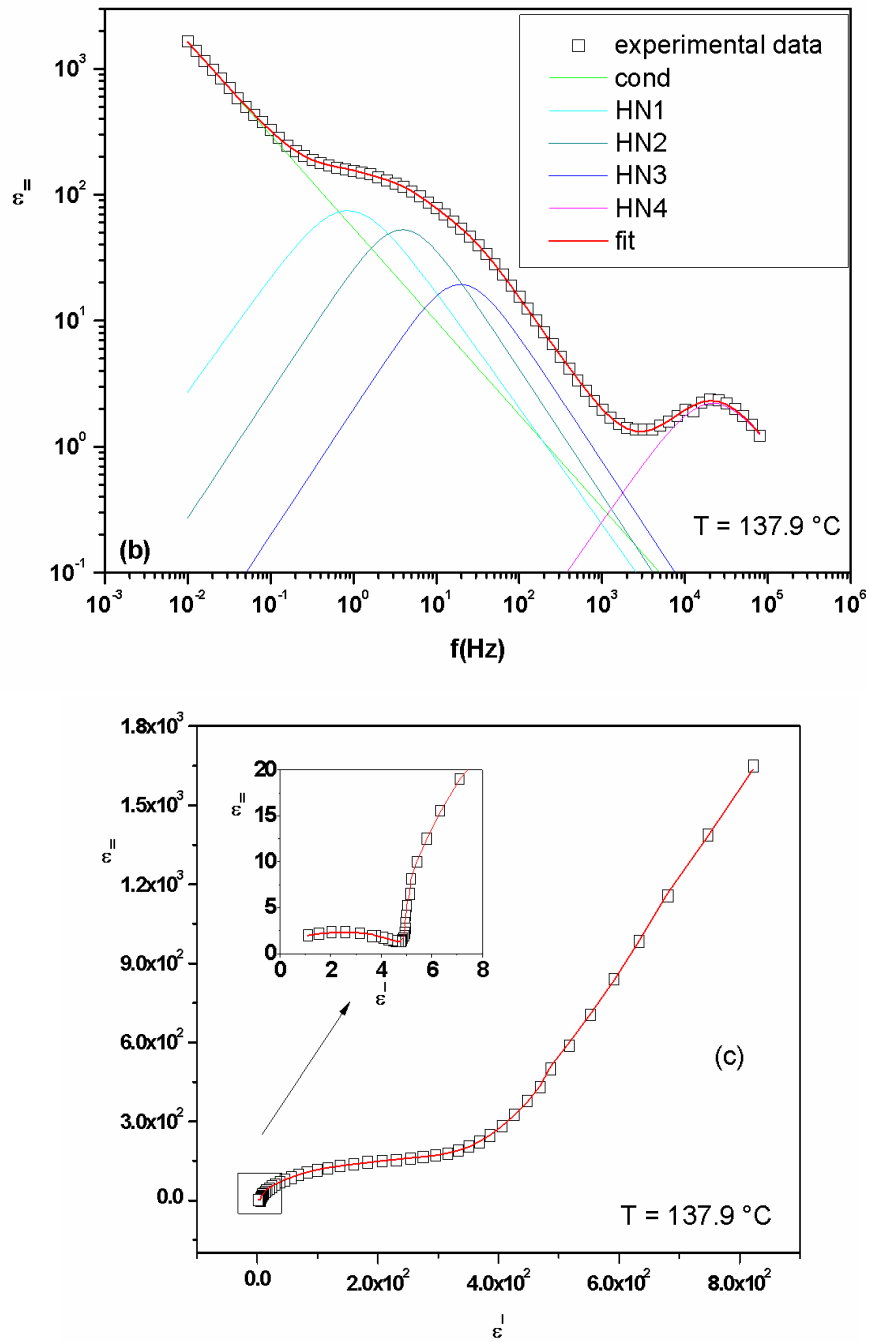 experimental data
cond
HN1
HN2
HN3
HN4
fit
10³
10²
10¹
10⁰
10⁻¹
ε"
(b)
T = 137.9 °C
10⁻³ 10⁻² 10⁻¹ 10⁰ 10¹ 10² 10³ 10⁴ 10⁵ 10⁶
f(Hz)
1.8x10³
1.5x10³
1.2x10³
9.0x10²
6.0x10²
3.0x10²
0.0
ε"
20
15
10
5
0
ε"
0 2 4 6 8
ε'
(c)
T = 137.9 °C
0.0 2.0x10² 4.0x10² 6.0x10² 8.0x10²
ε'